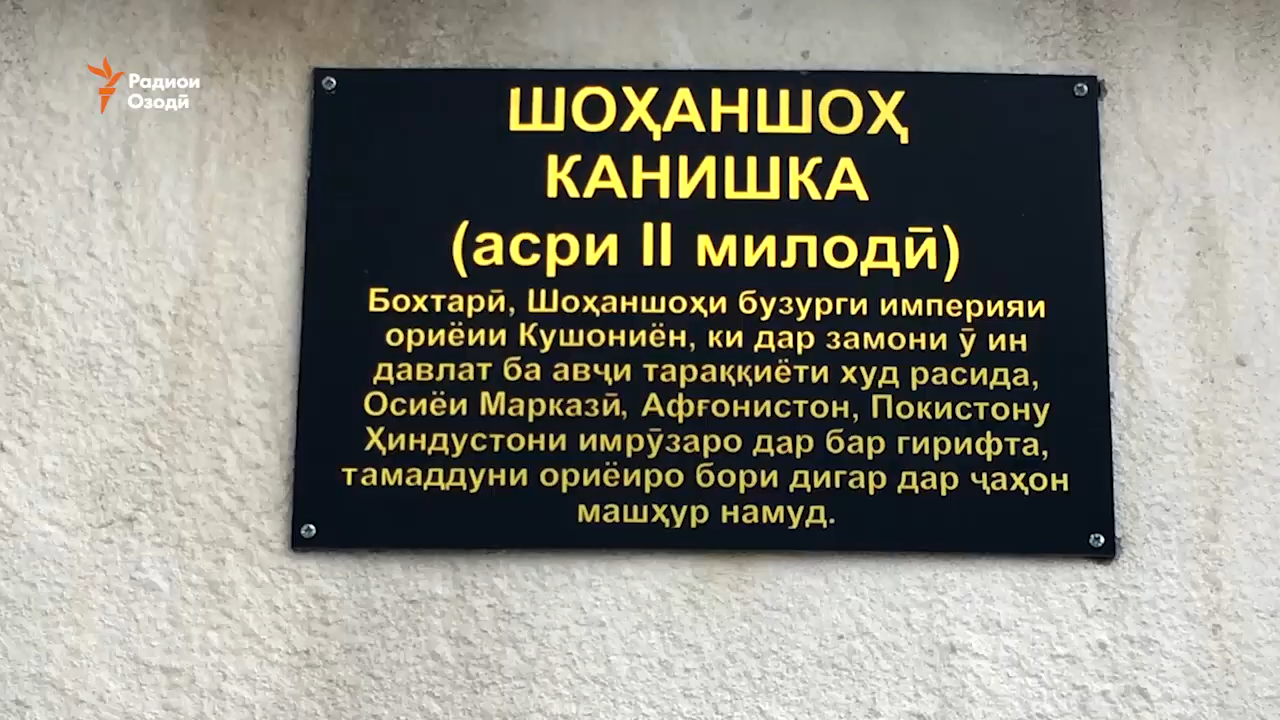 Радиои
Озодӣ
ШОҲАНШОҲ
КАНИШКА
(асри II милодӣ)
Бохтарӣ, Шоҳаншоҳи бузурги империяи
ориёии Кушониён, ки дар замони ӯ ин
давлат ба авҷи тараққиёти худ расида,
Осиёи Марказӣ, Афғонистон, Покистону
Ҳиндустони имрӯзаро дар бар гирифта,
тамаддуни ориёиро бори дигар дар ҷаҳон
машҳур намуд.